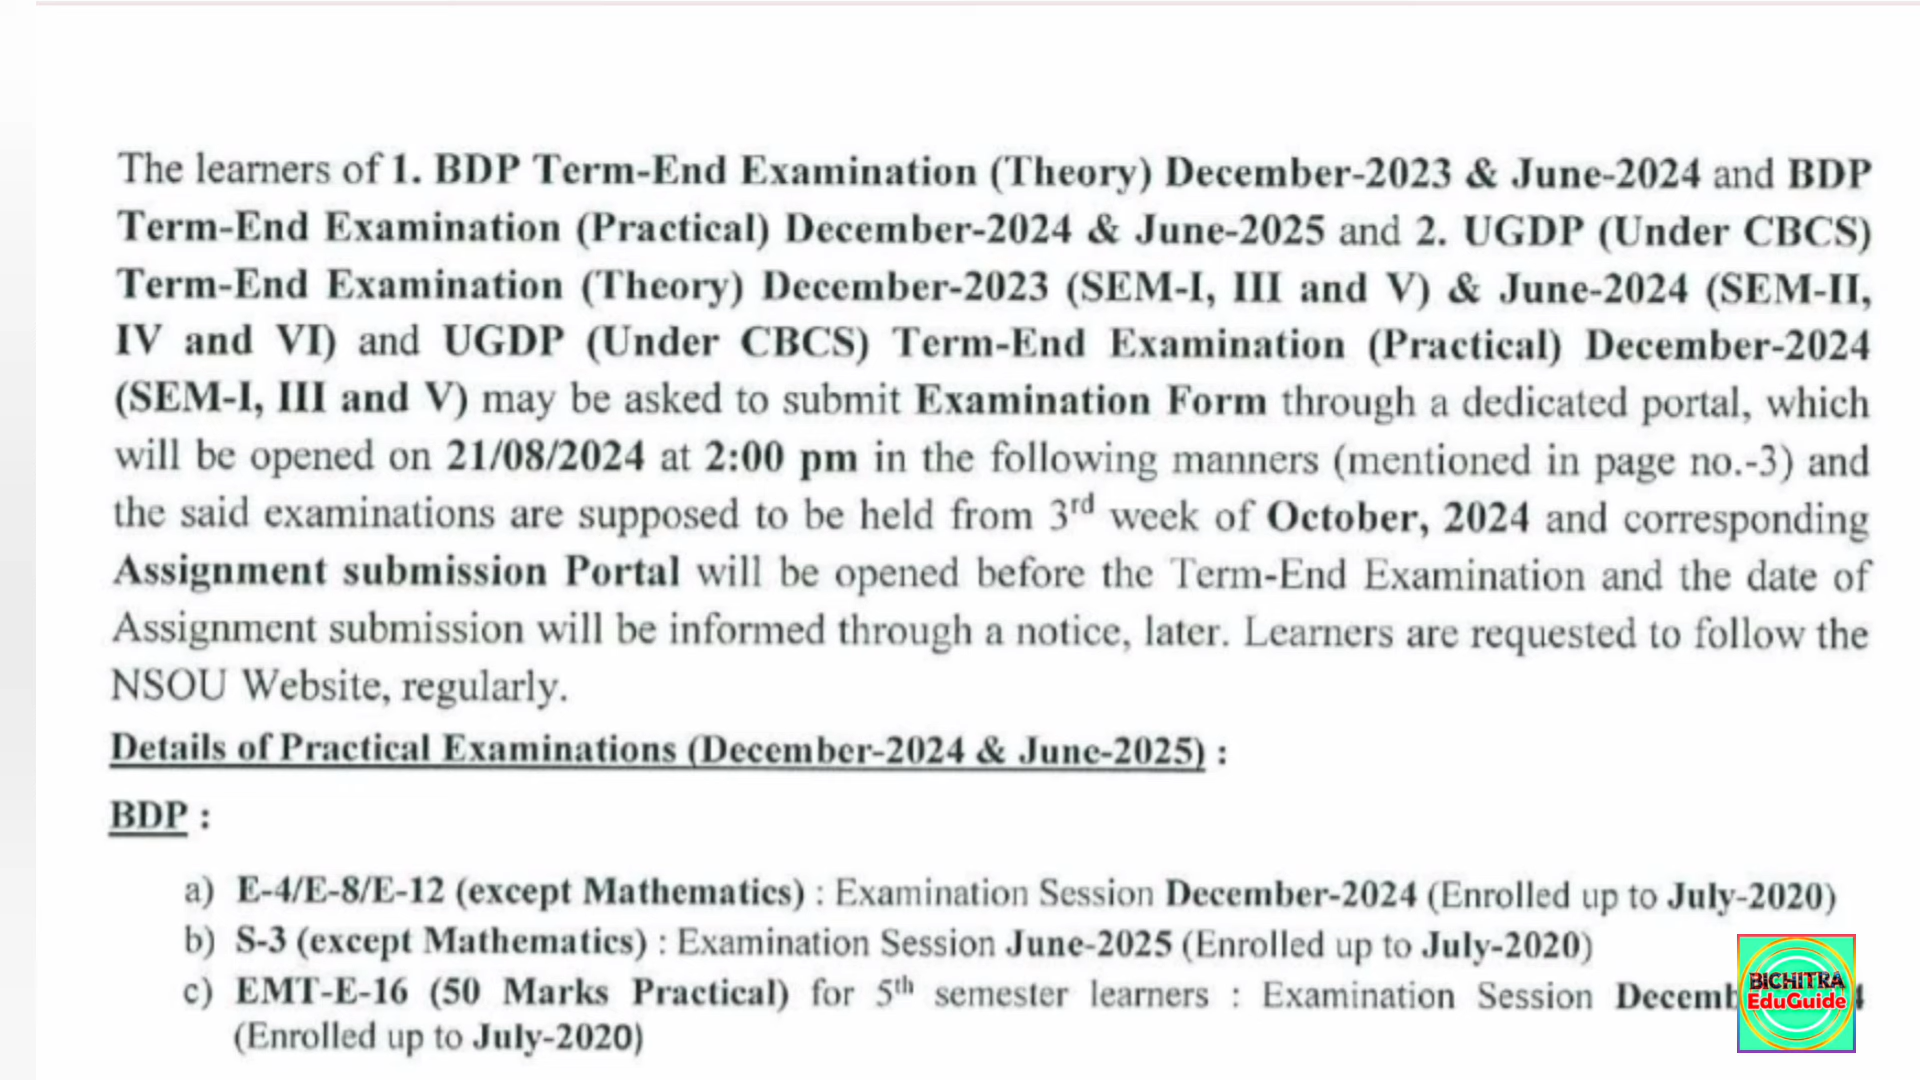 The learners of 1. BDP Term-End Examination (Theory) December-2023 & June-2024 and BDP
Term-End Examination (Practical) December-2024 & June-2025 and 2. UGDP (Under CBCS)
Term-End Examination (Theory) December-2023 (SEM-I, III and V) & June-2024 (SEM-II,
IV and VI) and UGDP (Under CBCS) Term-End Examination (Practical) December-2024
(SEM-I, III and V) may be asked to submit Examination Form through a dedicated portal, which
will be opened on 21/08/2024 at 2:00 pm in the following manners (mentioned in page no.-3) and
the said examinations are supposed to be held from 3rd week of October, 2024 and corresponding
Assignment submission Portal will be opened before the Term-End Examination and the date of
Assignment submission will be informed through a notice, later. Learners are requested to follow the
NSOU Website, regularly.
Details of Practical Examinations (December-2024 & June-2025) :
BDP :
a) E-4/E-8/E-12 (except Mathematics) : Examination Session December-2024 (Enrolled up to July-2020)
b) S-3 (except Mathematics) : Examination Session June-2025 (Enrolled up to July-2020)
c) EMT-E-16 (50 Marks Practical) for 5th semester learners : Examination Session
(Enrolled up to July-2020)
BICHITRA
EduGuide